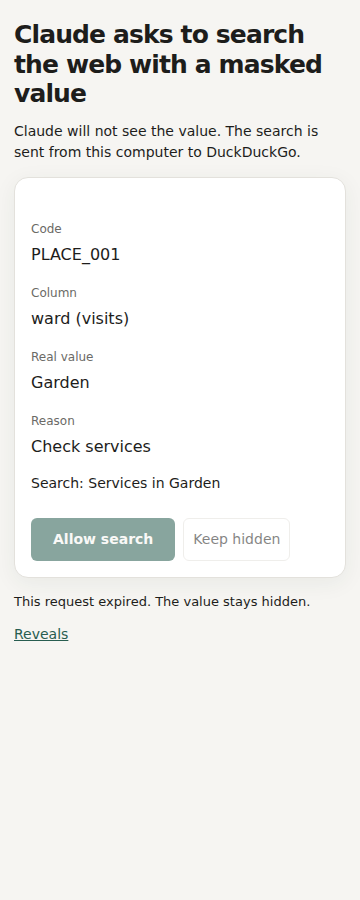 Claude asks to search
the web with a masked
value
Claude will not see the value. The search is
sent from this computer to DuckDuckGo.
Code
PLACE_001
Column
ward (visits)
Real value
Garden
Reason
Check services
Search: Services in Garden
Allow search
Keep hidden
This request expired. The value stays hidden.
Reveals